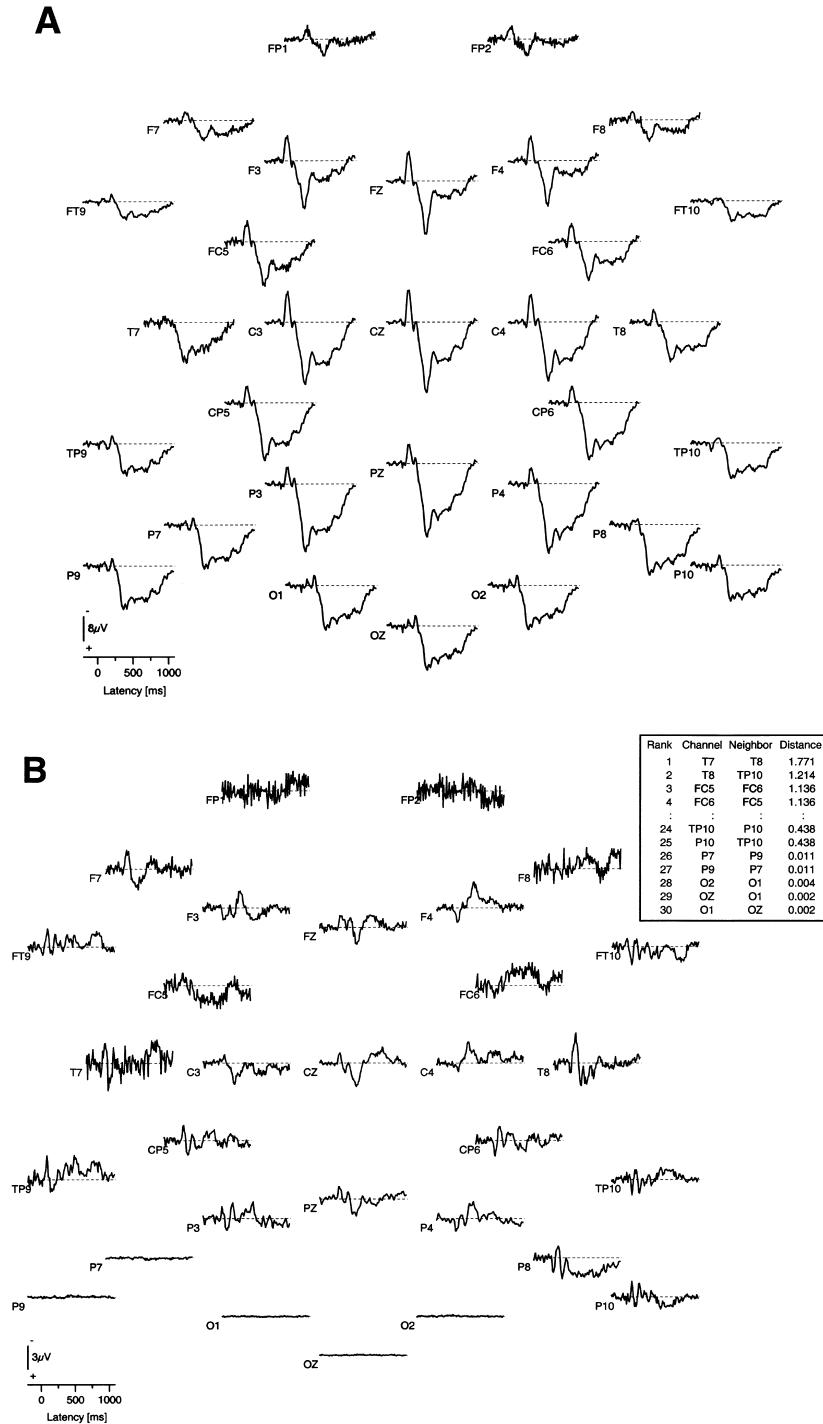 A
FP1 FP2
F7 F8
F3 FZ F4
FT9 FT10
FC5 FC6
T7 C3 CZ C4 T8
CP5 CP6
TP9 TP10
P3 PZ P4
P7 P8
P9 P10
O1 O2
OZ
-
8µV
+
0 500 1000
Latency [ms]
B
Rank Channel Neighbor Distance
1 T7 T8 1.771
2 T8 TP10 1.214
3 FC5 FC6 1.136
4 FC6 FC5 1.136
: : : :
24 TP10 P10 0.438
25 P10 TP10 0.438
26 P7 P9 0.011
27 P9 P7 0.011
28 O2 O1 0.004
29 OZ O1 0.002
30 O1 OZ 0.002
FP1 FP2
F7 F8
F3 FZ F4
FT9 FT10
FC5 FC6
T7 C3 CZ C4 T8
CP5 CP6
TP9 TP10
P3 PZ P4
P7 P8
P9 P10
O1 O2
OZ
-
3µV
+
0 500 1000
Latency [ms]